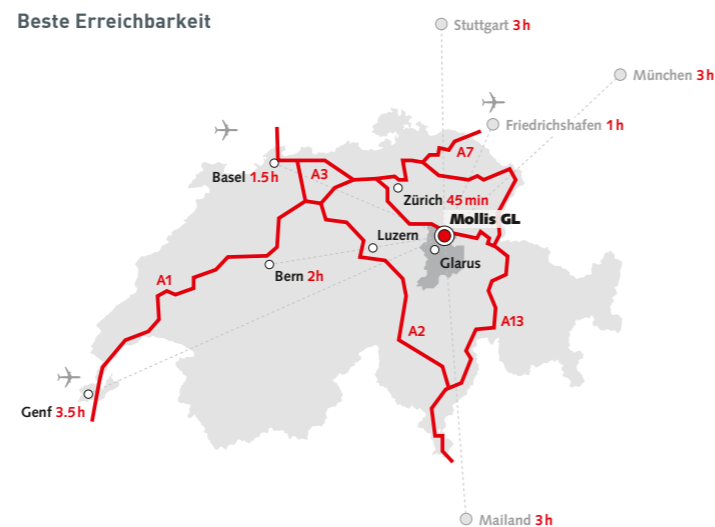 Beste Erreichbarkeit
Stuttgart 3 h
München 3 h
Friedrichshafen 1 h
A7
Basel 1.5 h
A3
Zürich 45 min
Mollis GL
Luzern
Glarus
Bern 2h
A1
A2
A13
Genf 3.5 h
Mailand 3 h